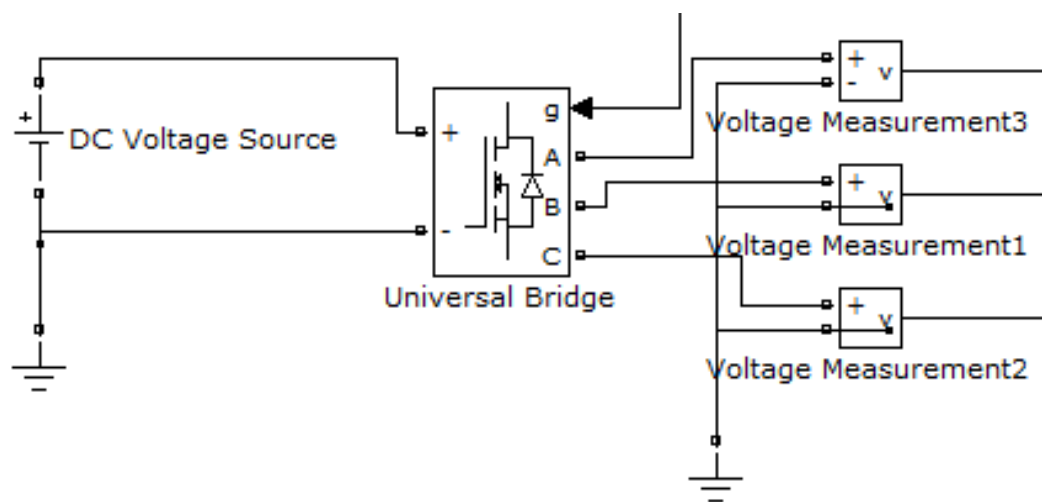 + DC Voltage Source
+ g
A
B
- C
Universal Bridge
+ v
-
Voltage Measurement3
+ v
Voltage Measurement1
+ v
Voltage Measurement2